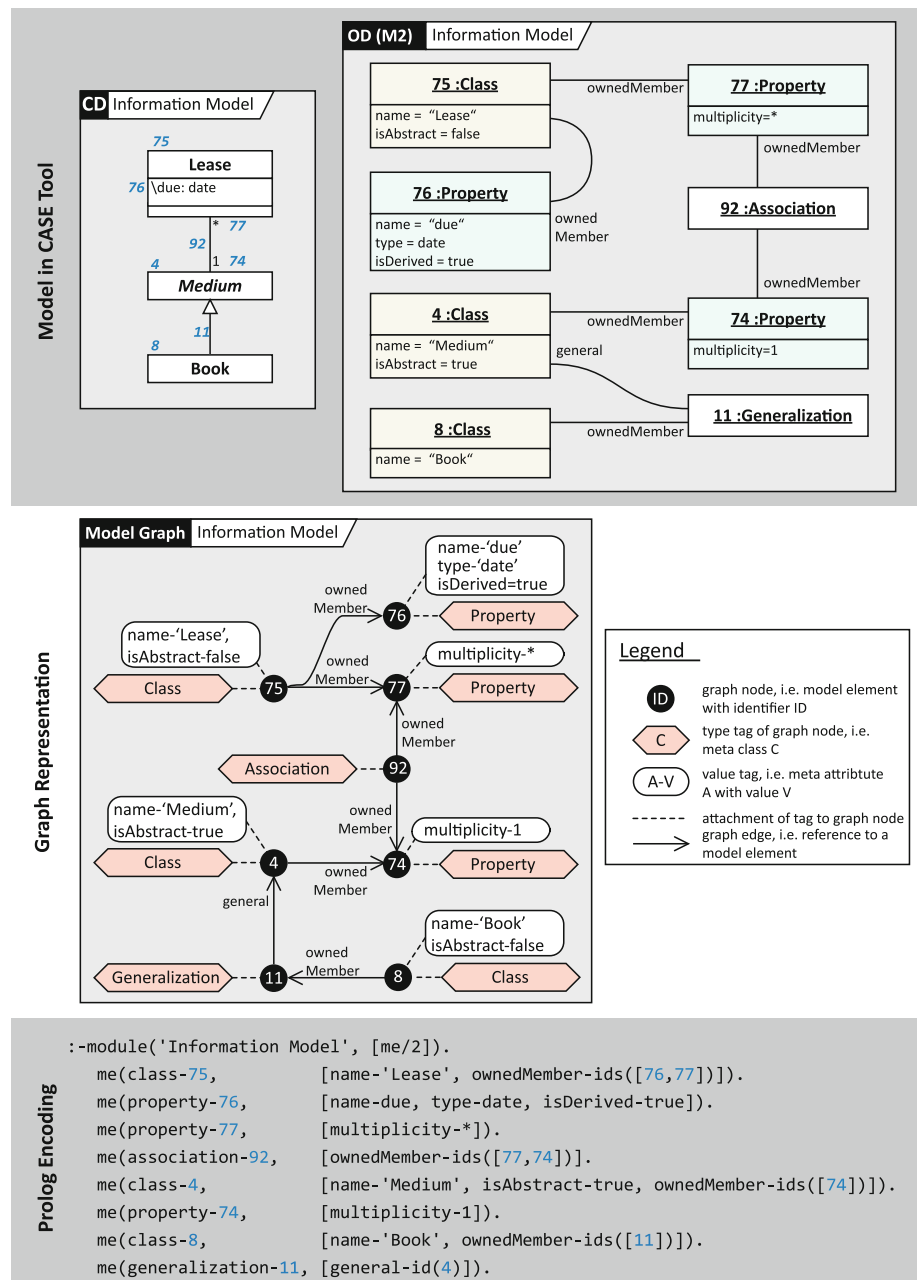 Model in CASE Tool
CD Information Model
75
Lease
76 \due: date
* 77
92
1 74
4
Medium
11
8
Book
OD (M2) Information Model
75 :Class
name = “Lease“
isAbstract = false
ownedMember
77 :Property
multiplicity=*
ownedMember
76 :Property
name = “due“
type = date
isDerived = true
owned
Member
92 :Association
ownedMember
4 :Class
name = “Medium“
isAbstract = true
ownedMember
general
74 :Property
multiplicity=1
8 :Class
name = “Book“
ownedMember
11 :Generalization
Graph Representation
Model Graph Information Model
name-‘due’
type-‘date’
isDerived=true
owned
Member
76
Property
name-‘Lease’,
isAbstract-false
owned
Member
multiplicity-*
Class
75
77
Property
owned
Member
Association
92
name-‘Medium’,
isAbstract-true
owned
Member
multiplicity-1
Class
4
owned
Member
74
Property
general
name-‘Book’
isAbstract-false
owned
Member
Generalization
11
8
Class
Legend
ID
graph node, i.e. model element
with identifier ID
C
type tag of graph node, i.e.
meta class C
A-V
value tag, i.e. meta attribtute
A with value V
attachment of tag to graph node
graph edge, i.e. reference to a
model element
Prolog Encoding
:-module('Information Model', [me/2]).
me(class-75, [name-'Lease', ownedMember-ids([76,77])]).
me(property-76, [name-due, type-date, isDerived-true]).
me(property-77, [multiplicity-*]).
me(association-92, [ownedMember-ids([77,74])].
me(class-4, [name-'Medium', isAbstract-true, ownedMember-ids([74])]).
me(property-74, [multiplicity-1]).
me(class-8, [name-'Book', ownedMember-ids([11])]).
me(generalization-11, [general-id(4)]).